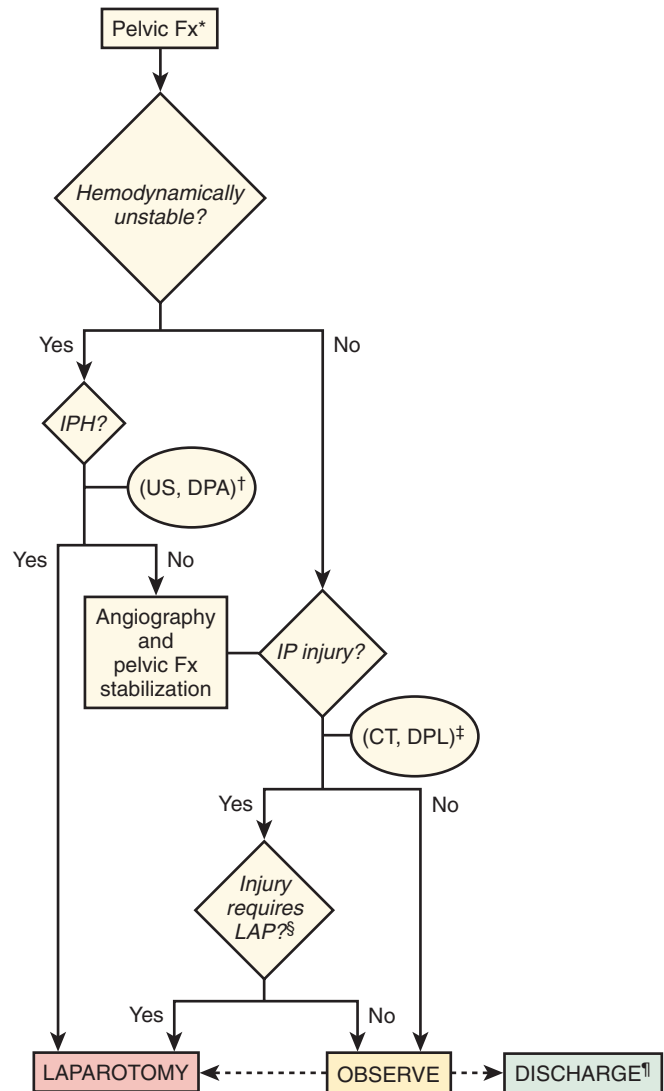 Pelvic Fx*
Hemodynamically
unstable?
Yes
No
IPH?
(US, DPA)†
Yes
No
Angiography
and
pelvic Fx
stabilization
IP injury?
(CT, DPL)‡
Yes
No
Injury
requires
LAP?§
Yes
No
LAPAROTOMY
OBSERVE
DISCHARGE¶